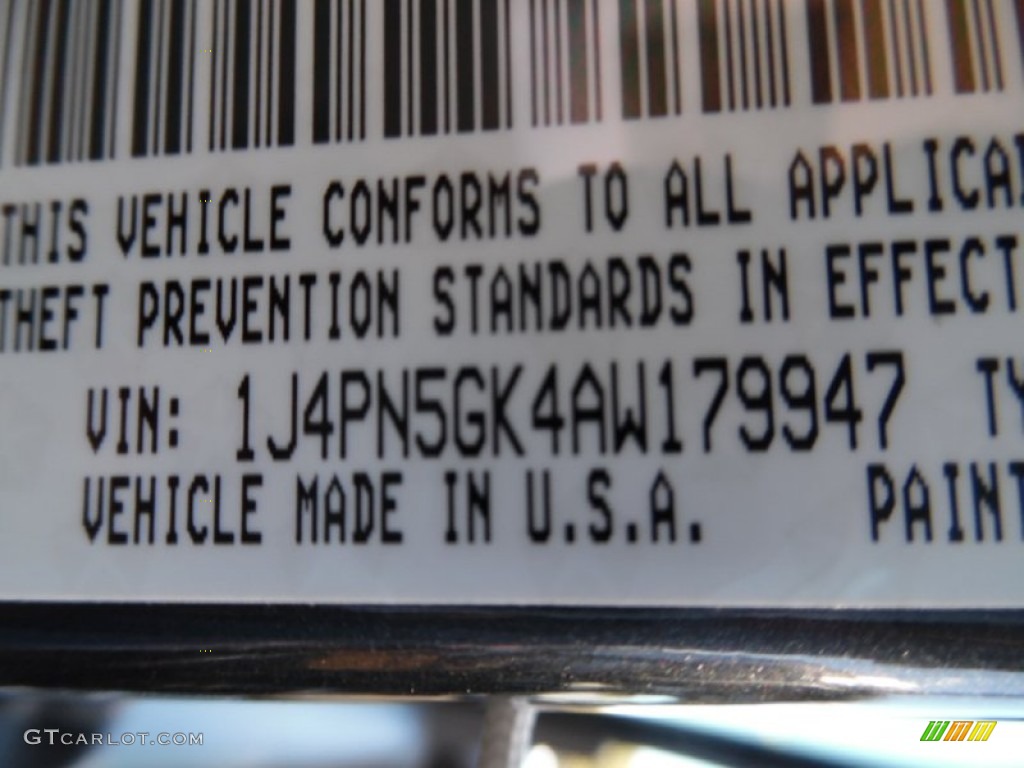 THIS VEHICLE CONFORMS TO ALL APPLICA
THEFT PREVENTION STANDARDS IN EFFECT
VIN: 1J4PN5GK4AW179947 TY
VEHICLE MADE IN U.S.A. PAINT
GTCARLOT.COM